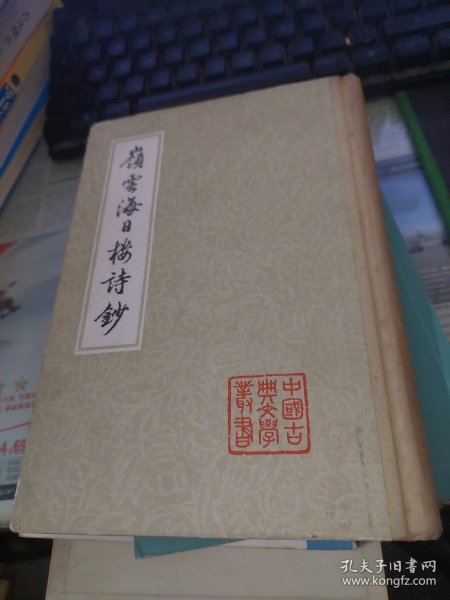 嶺雲海日樓詩鈔
中國古
典文學
叢書
孔夫子旧书网
www.kongfz.com